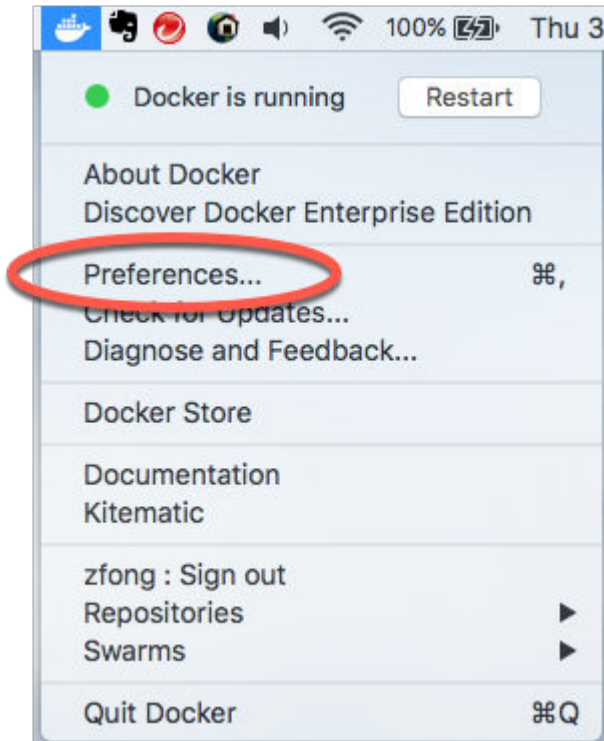 100% Thu 3
Docker is running Restart
About Docker
Discover Docker Enterprise Edition
Preferences... ⌘,
Check for Updates...
Diagnose and Feedback...
Docker Store
Documentation
Kitematic
zfong : Sign out
Repositories
Swarms
Quit Docker ⌘Q